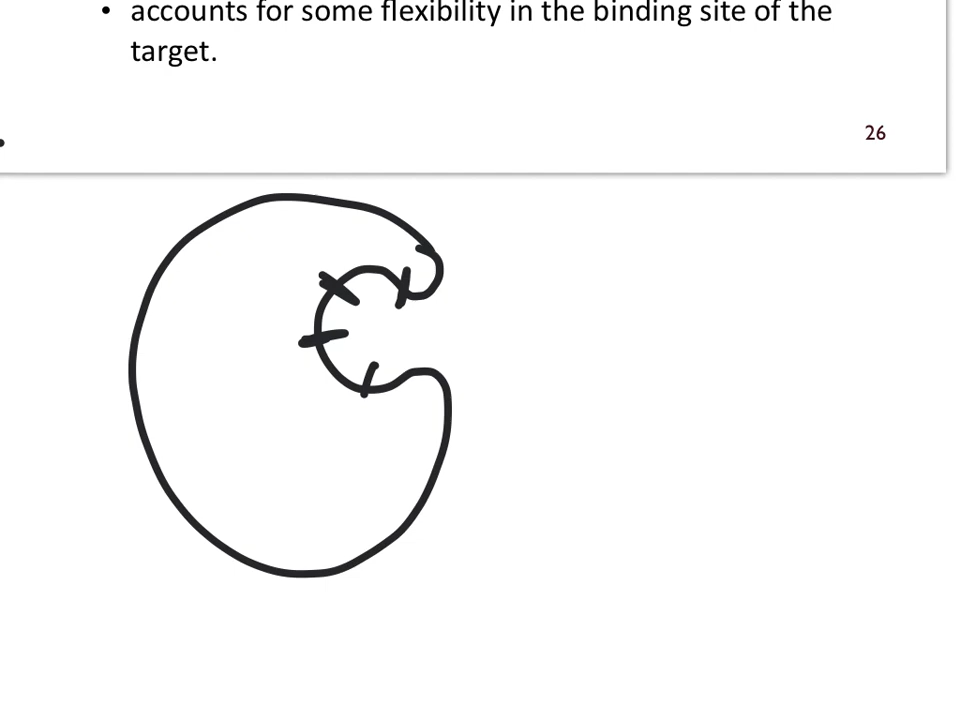 • accounts for some flexibility in the binding site of the
target.
26